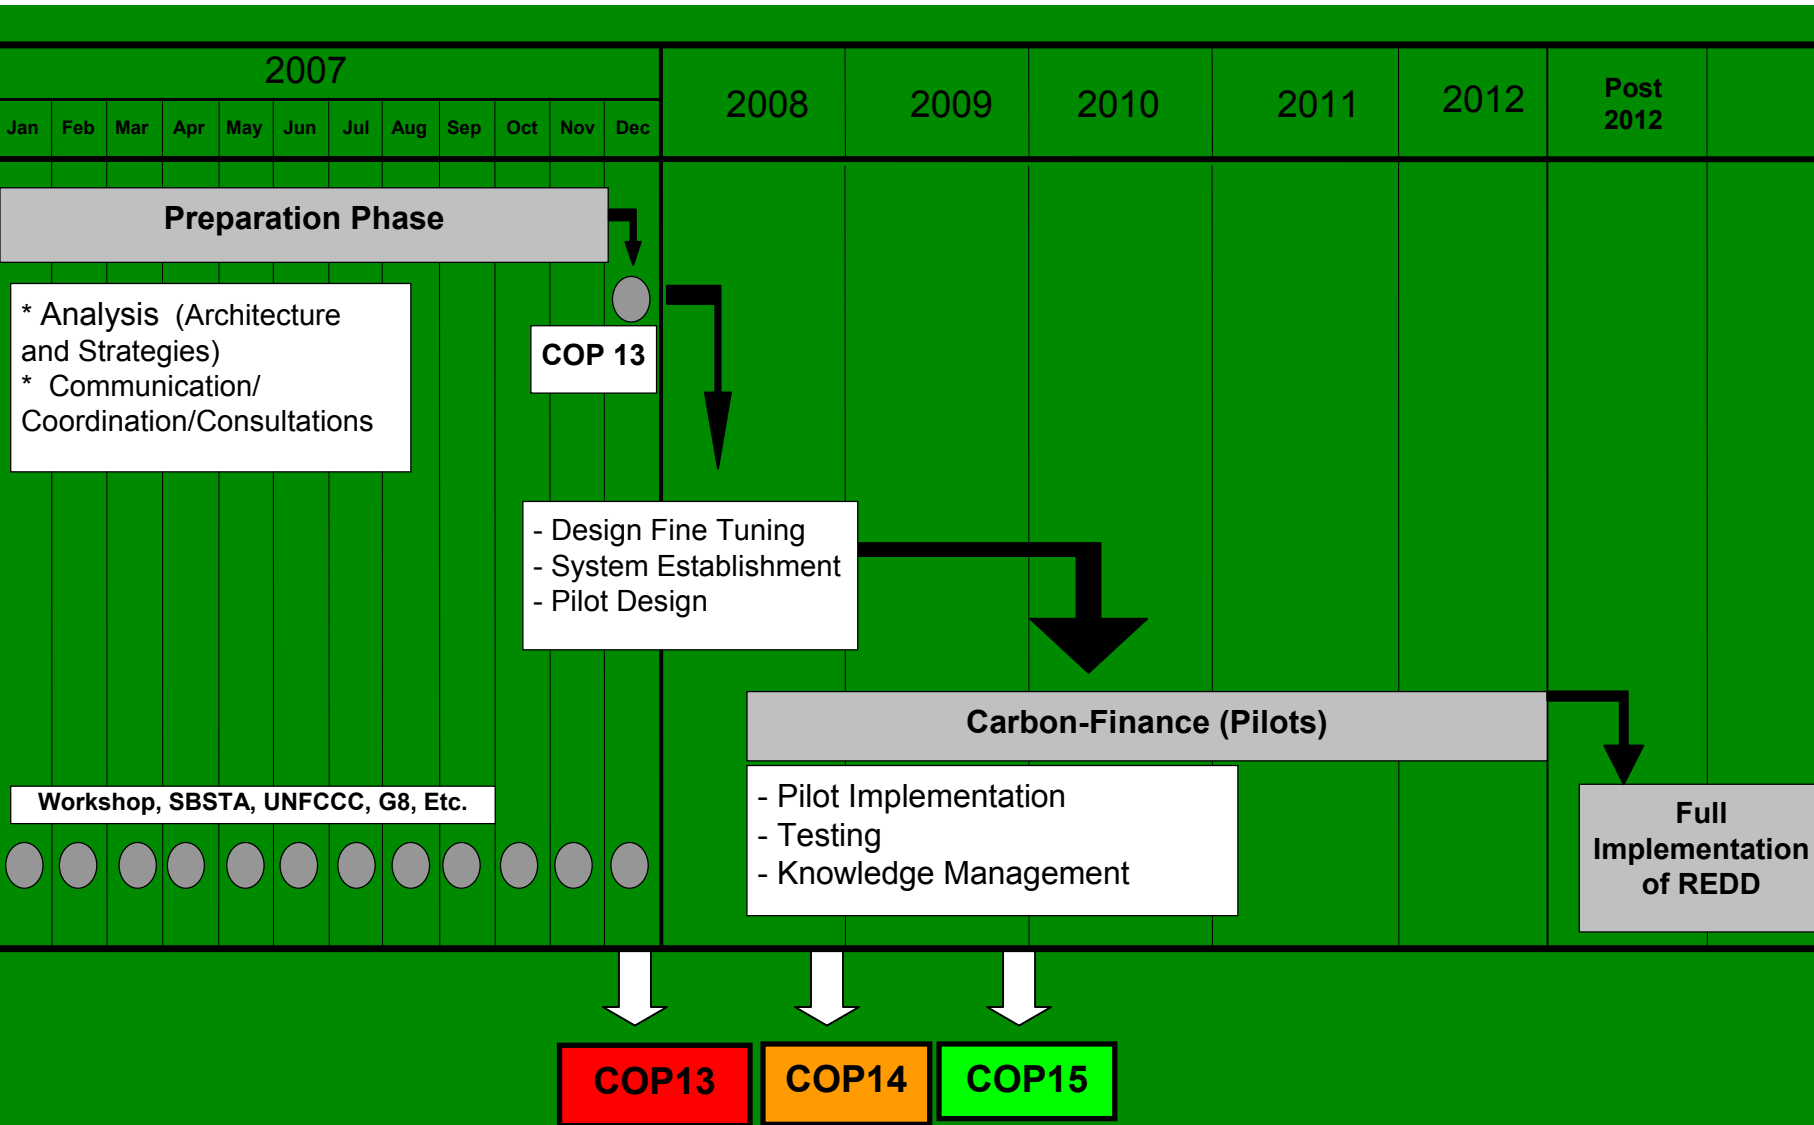 2007
2008
2009
2010
2011
2012
Post
2012
Jan Feb Mar Apr May Jun Jul Aug Sep Oct Nov Dec
Preparation Phase
* Analysis (Architecture
and Strategies)
* Communication/
Coordination/Consultations
COP 13
- Design Fine Tuning
- System Establishment
- Pilot Design
Carbon-Finance (Pilots)
- Pilot Implementation
- Testing
- Knowledge Management
Workshop, SBSTA, UNFCCC, G8, Etc.
Full
Implementation
of REDD
COP13
COP14
COP15